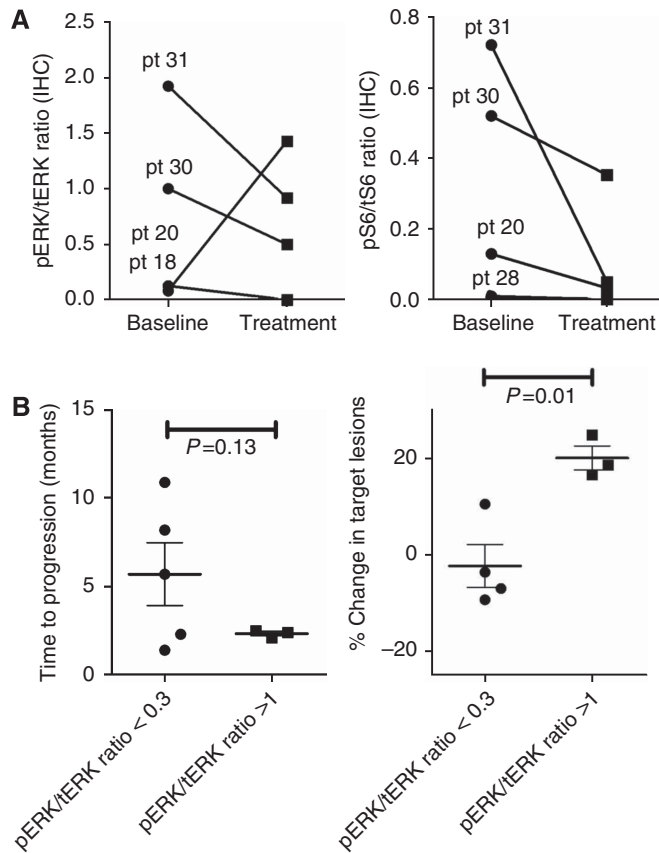 A
pERK/tERK ratio (IHC)
2.5
2.0
1.5
1.0
0.5
0.0
pt 31
pt 30
pt 20
pt 18
Baseline
Treatment
pS6/tS6 ratio (IHC)
0.8
0.6
0.4
0.2
0.0
pt 31
pt 30
pt 20
pt 28
Baseline
Treatment
B
Time to progression (months)
15
10
5
0
P=0.13
pERK/tERK ratio < 0.3
pERK/tERK ratio >1
% Change in target lesions
20
0
−20
P=0.01
pERK/tERK ratio < 0.3
pERK/tERK ratio >1